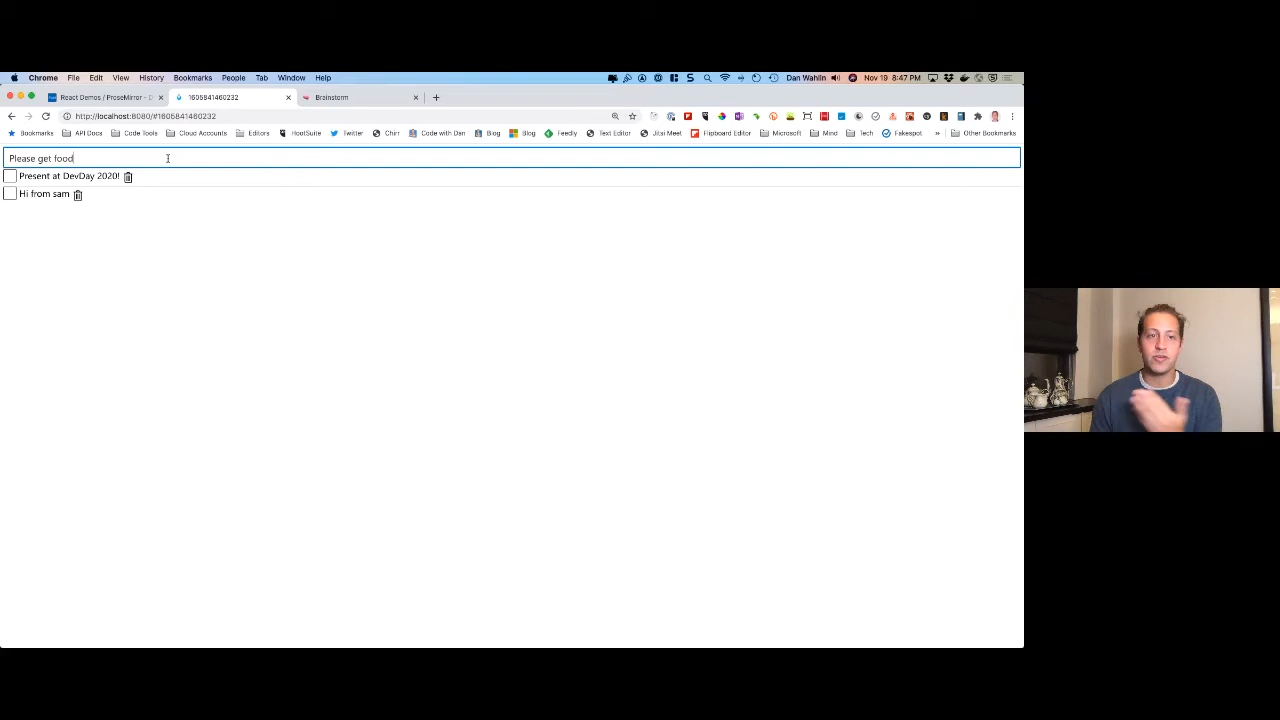 Chrome File Edit View History Bookmarks People Tab Window Help Dan Wahlin Nov 19 8:47 PM
React Demos / ProseMirror - D 1605841460232 Brainstorm
http://localhost:8080/#1605841460232
Bookmarks API Docs Code Tools Cloud Accounts Editors HootSuite Twitter Chirr Code with Dan Blog Blog Feedly Text Editor Jitsi Meet Flipboard Editor Microsoft Mind Tech Fakespot » Other Bookmarks
Please get food
Present at DevDay 2020!
Hi from sam